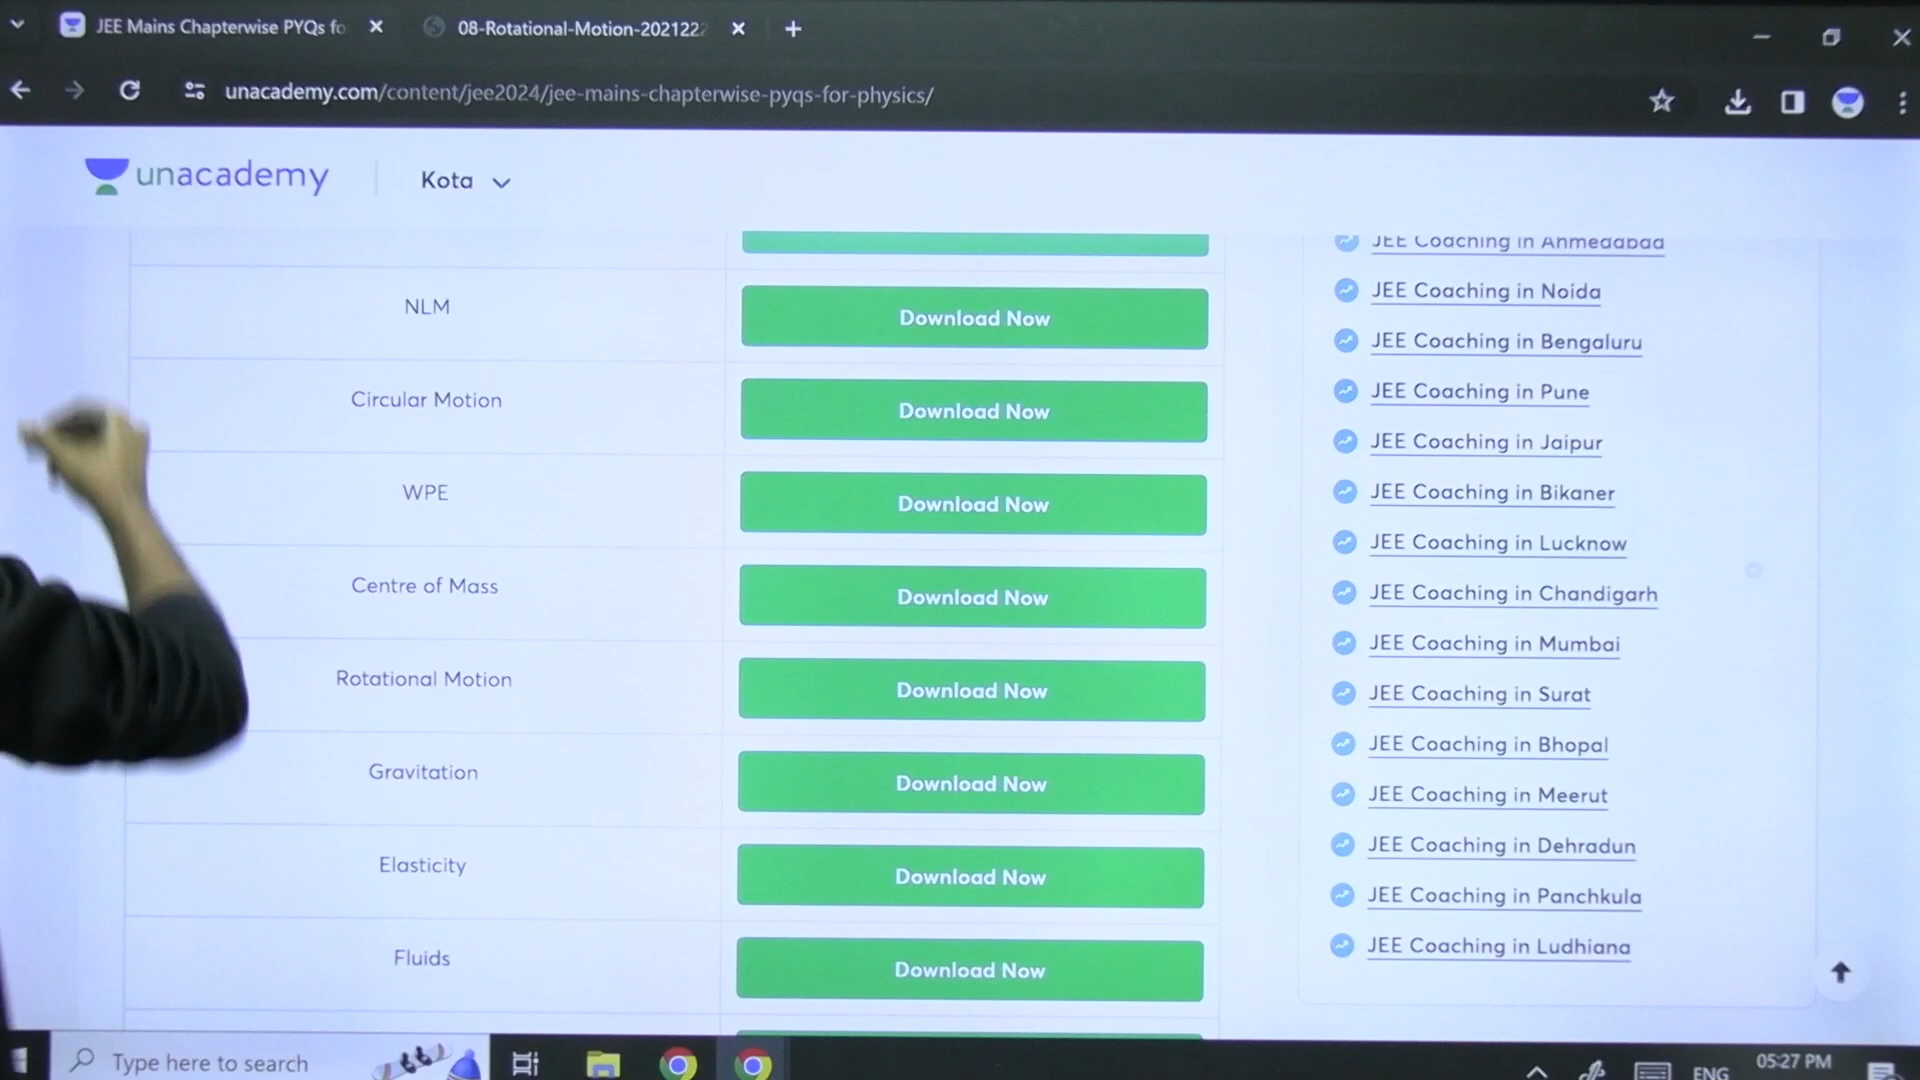 JEE Mains Chapterwise PYQs fo
08-Rotational-Motion-202122
unacademy.com/content/jee2024/jee-mains-chapterwise-pyqs-for-physics/
unacademy
Kota
JEE Coaching in Ahmedabad
NLM
Download Now
JEE Coaching in Noida
JEE Coaching in Bengaluru
Circular Motion
Download Now
JEE Coaching in Pune
JEE Coaching in Jaipur
WPE
Download Now
JEE Coaching in Bikaner
JEE Coaching in Lucknow
Centre of Mass
Download Now
JEE Coaching in Chandigarh
JEE Coaching in Mumbai
Rotational Motion
Download Now
JEE Coaching in Surat
JEE Coaching in Bhopal
Gravitation
Download Now
JEE Coaching in Meerut
JEE Coaching in Dehradun
Elasticity
Download Now
JEE Coaching in Panchkula
JEE Coaching in Ludhiana
Fluids
Download Now
Type here to search
ENG
05:27 PM